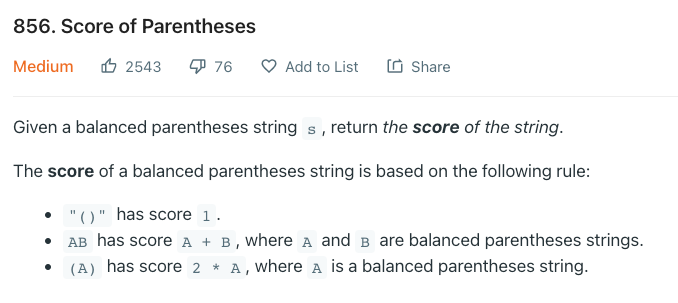 856. Score of Parentheses
Medium 2543 76 Add to List Share
Given a balanced parentheses string s , return the score of the string.
The score of a balanced parentheses string is based on the following rule:
• "()" has score 1 .
• AB has score A + B , where A and B are balanced parentheses strings.
• (A) has score 2 * A , where A is a balanced parentheses string.